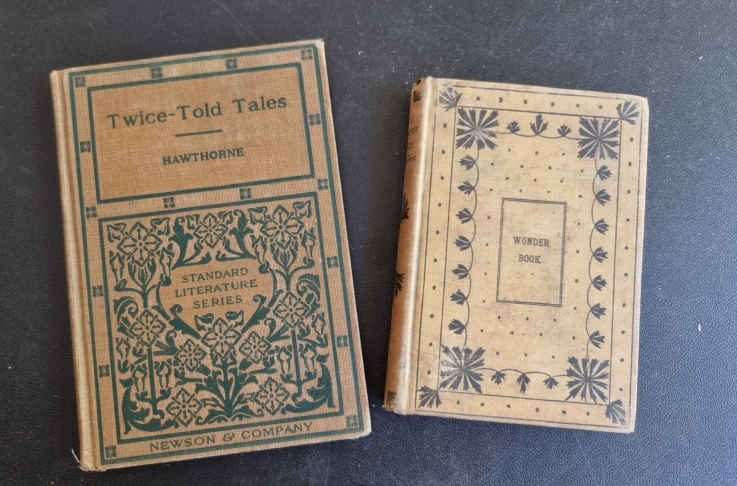 Twice-Told Tales
HAWTHORNE
STANDARD
LITERATURE
SERIES
NEWSON & COMPANY
WONDER
BOOK